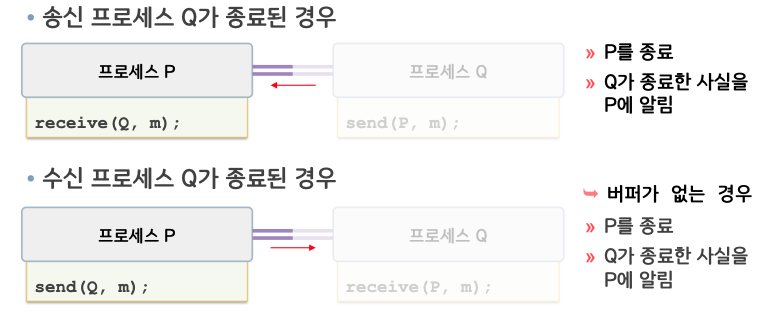 • 송신 프로세스 Q가 종료된 경우
프로세스 P
프로세스 Q
receive(Q, m);
send(P, m);
» P를 종료
» Q가 종료한 사실을
P에 알림
• 수신 프로세스 Q가 종료된 경우
프로세스 P
프로세스 Q
send(Q, m);
receive(P, m);
➥ 버퍼가 없는 경우
» P를 종료
» Q가 종료한 사실을
P에 알림